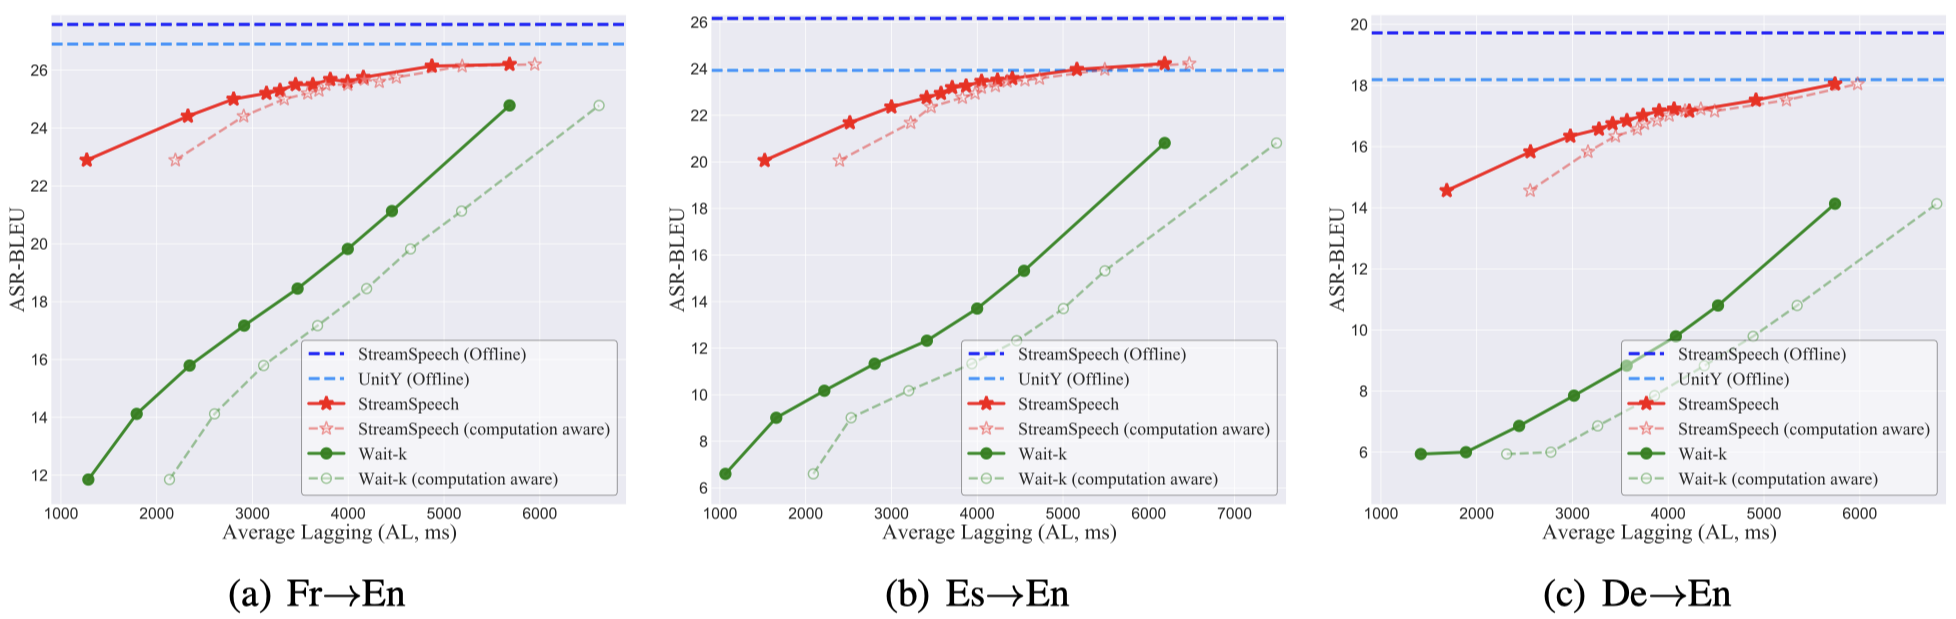 ASR-BLEU
26
24
22
20
18
16
14
12
StreamSpeech (Offline)
UnitY (Offline)
StreamSpeech
StreamSpeech (computation aware)
Wait-k
Wait-k (computation aware)
1000 2000 3000 4000 5000 6000
Average Lagging (AL, ms)
(a) Fr→En
ASR-BLEU
26
24
22
20
18
16
14
12
10
8
6
StreamSpeech (Offline)
UnitY (Offline)
StreamSpeech
StreamSpeech (computation aware)
Wait-k
Wait-k (computation aware)
1000 2000 3000 4000 5000 6000 7000
Average Lagging (AL, ms)
(b) Es→En
ASR-BLEU
20
18
16
14
12
10
8
6
StreamSpeech (Offline)
UnitY (Offline)
StreamSpeech
StreamSpeech (computation aware)
Wait-k
Wait-k (computation aware)
1000 2000 3000 4000 5000 6000
Average Lagging (AL, ms)
(c) De→En